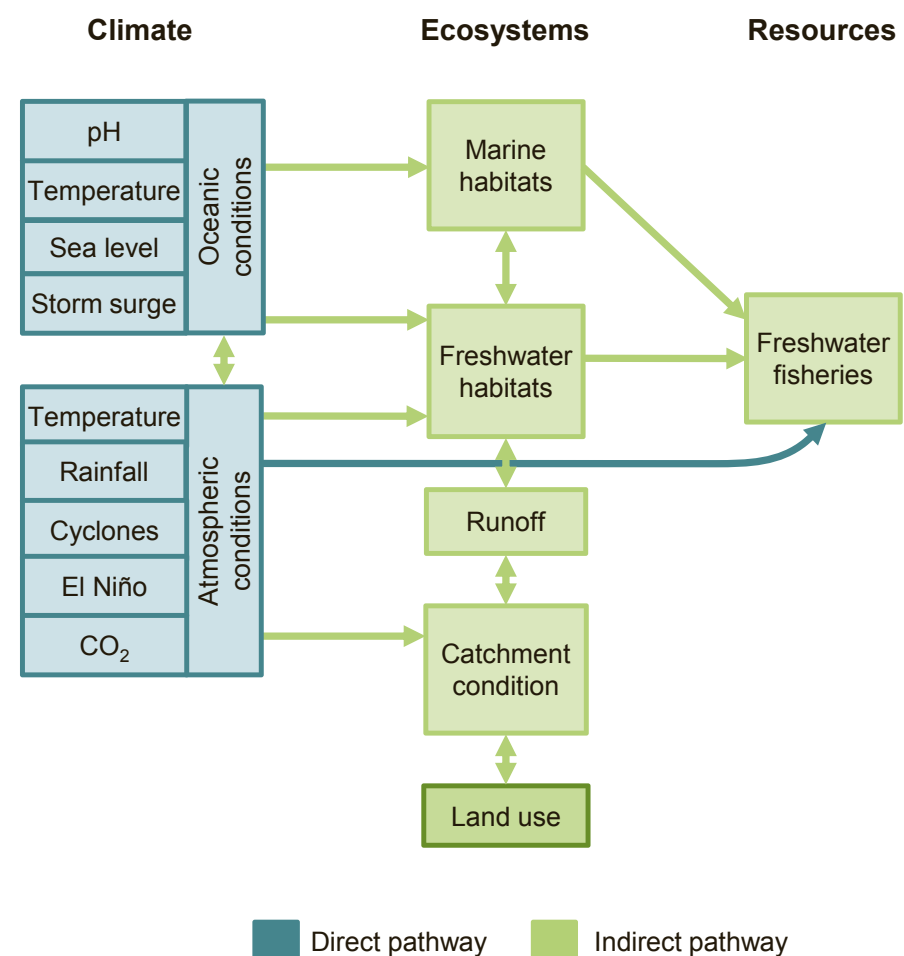 Climate
Ecosystems
Resources
pH
Temperature
Sea level
Storm surge
Oceanic
conditions
Temperature
Rainfall
Cyclones
El Niño
CO₂
Atmospheric
conditions
Marine
habitats
Freshwater
habitats
Runoff
Catchment
condition
Land use
Freshwater
fisheries
Direct pathway
Indirect pathway